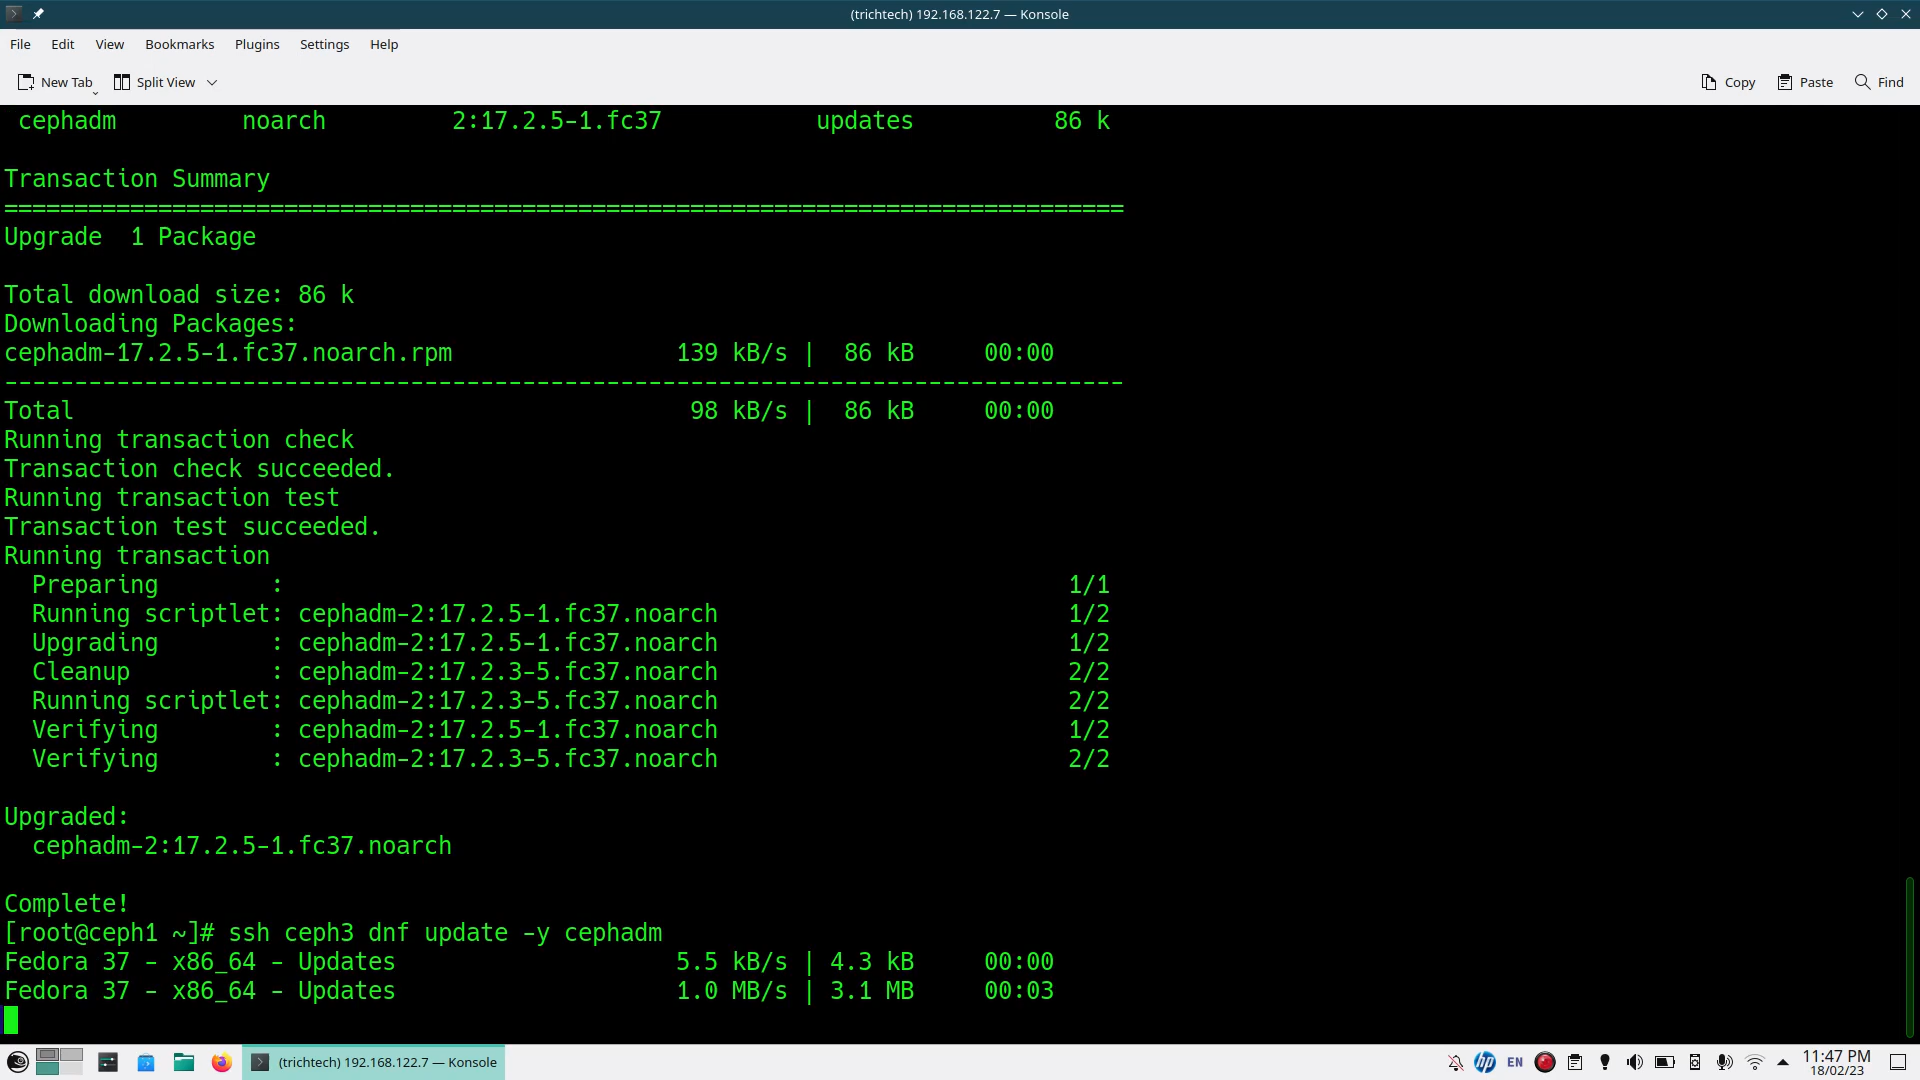 (trichtech) 192.168.122.7 — Konsole
File Edit View Bookmarks Plugins Settings Help
New Tab Split View Copy Paste Find
cephadm noarch 2:17.2.5-1.fc37 updates 86 k
Transaction Summary
================================================================================
Upgrade 1 Package
Total download size: 86 k
Downloading Packages:
cephadm-17.2.5-1.fc37.noarch.rpm 139 kB/s | 86 kB 00:00
--------------------------------------------------------------------------------
Total 98 kB/s | 86 kB 00:00
Running transaction check
Transaction check succeeded.
Running transaction test
Transaction test succeeded.
Running transaction
Preparing : 1/1
Running scriptlet: cephadm-2:17.2.5-1.fc37.noarch 1/2
Upgrading : cephadm-2:17.2.5-1.fc37.noarch 1/2
Cleanup : cephadm-2:17.2.3-5.fc37.noarch 2/2
Running scriptlet: cephadm-2:17.2.3-5.fc37.noarch 2/2
Verifying : cephadm-2:17.2.5-1.fc37.noarch 1/2
Verifying : cephadm-2:17.2.3-5.fc37.noarch 2/2
Upgraded:
cephadm-2:17.2.5-1.fc37.noarch
Complete!
[root@ceph1 ~]# ssh ceph3 dnf update -y cephadm
Fedora 37 - x86_64 - Updates 5.5 kB/s | 4.3 kB 00:00
Fedora 37 - x86_64 - Updates 1.0 MB/s | 3.1 MB 00:03
(trichtech) 192.168.122.7 — Konsole hp EN 11:47 PM
18/02/23